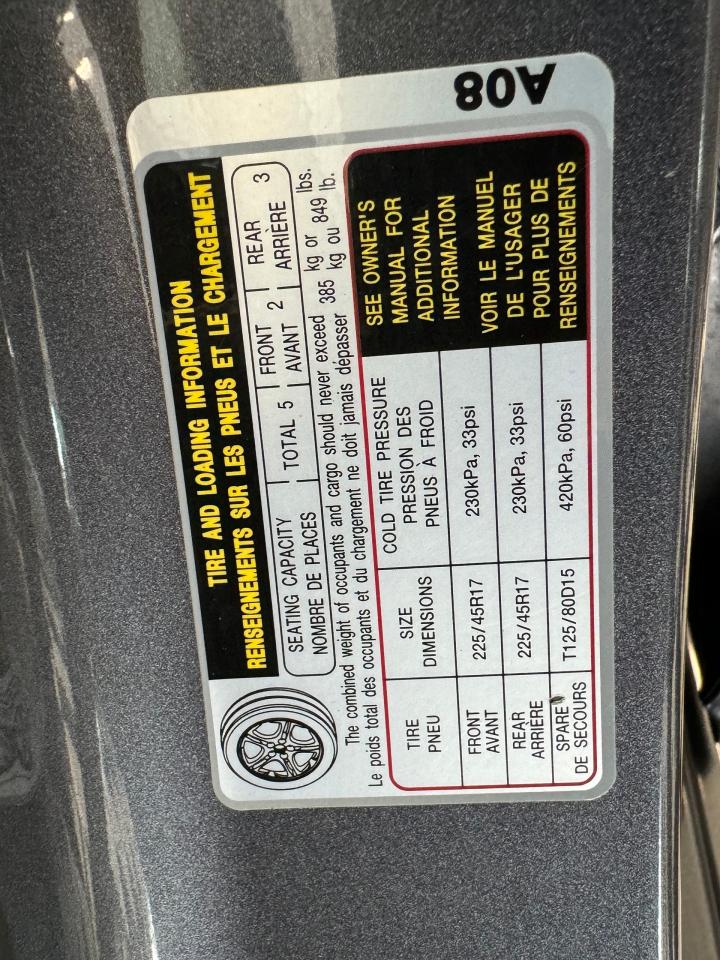 A08
TIRE AND LOADING INFORMATION
RENSEIGNEMENTS SUR LES PNEUS ET LE CHARGEMENT
SEATING CAPACITY TOTAL 5 FRONT 2 REAR 3
NOMBRE DE PLACES AVANT ARRIÈRE
The combined weight of occupants and cargo should never exceed 385 kg or 849 lbs.
Le poids total des occupants et du chargement ne doit jamais dépasser kg ou lb.
TIRE SIZE COLD TIRE PRESSURE
PNEU DIMENSIONS PRESSION DES
PNEUS À FROID
FRONT 225/45R17 230kPa, 33psi
AVANT
REAR 225/45R17 230kPa, 33psi
ARRIERE
SPARE T125/80D15 420kPa, 60psi
DE SECOURS
SEE OWNER'S
MANUAL FOR
ADDITIONAL
INFORMATION
VOIR LE MANUEL
DE L'USAGER
POUR PLUS DE
RENSEIGNEMENTS